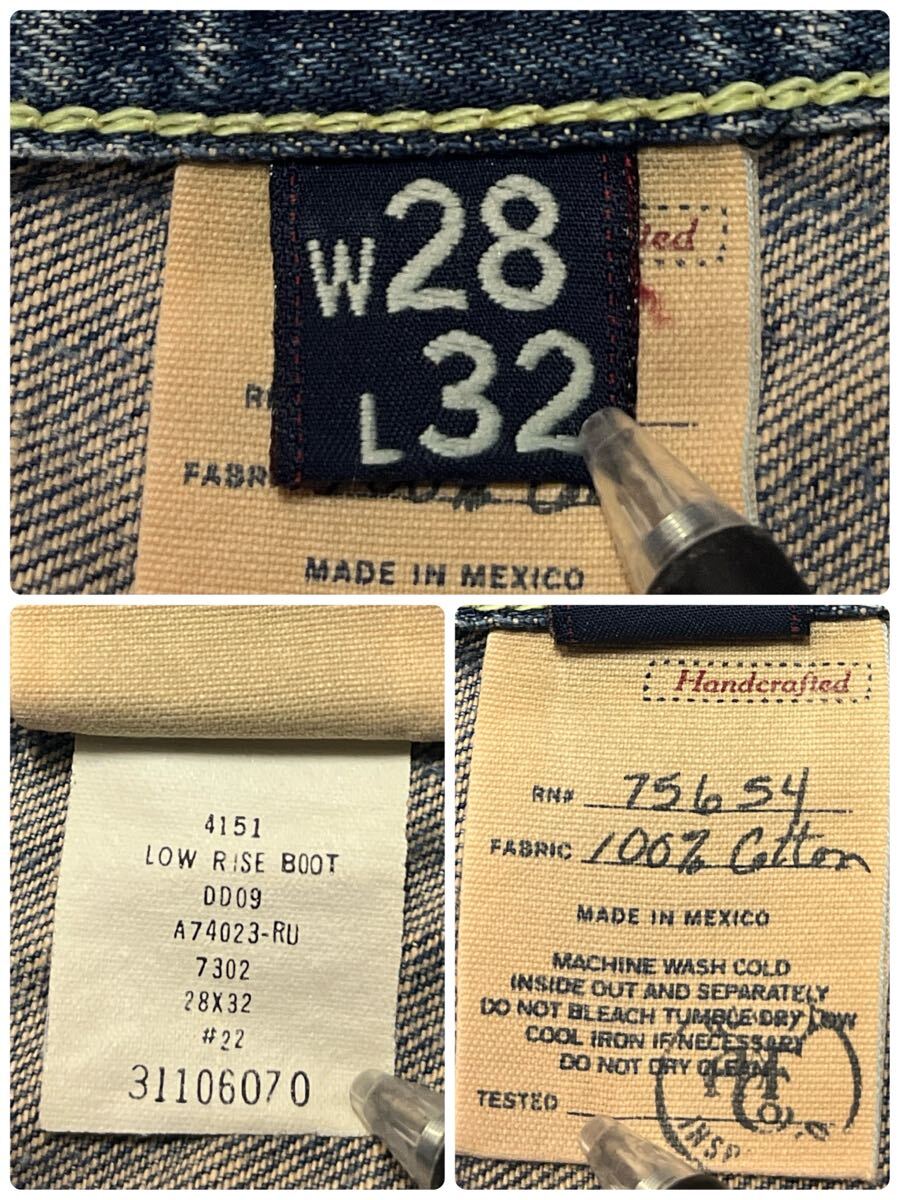 W28
L32
FABR
MADE IN MEXICO
4151
LOW RISE BOOT
DD09
A74023-RU
7302
28X32
#22
31106070
Handcrafted
RN# 75654
FABRIC 100% Cotton
MADE IN MEXICO
MACHINE WASH COLD
INSIDE OUT AND SEPARATELY
DO NOT BLEACH TUMBLE DRY LOW
COOL IRON IF NECESSARY
DO NOT DRY CLEAN
TESTED
INSP